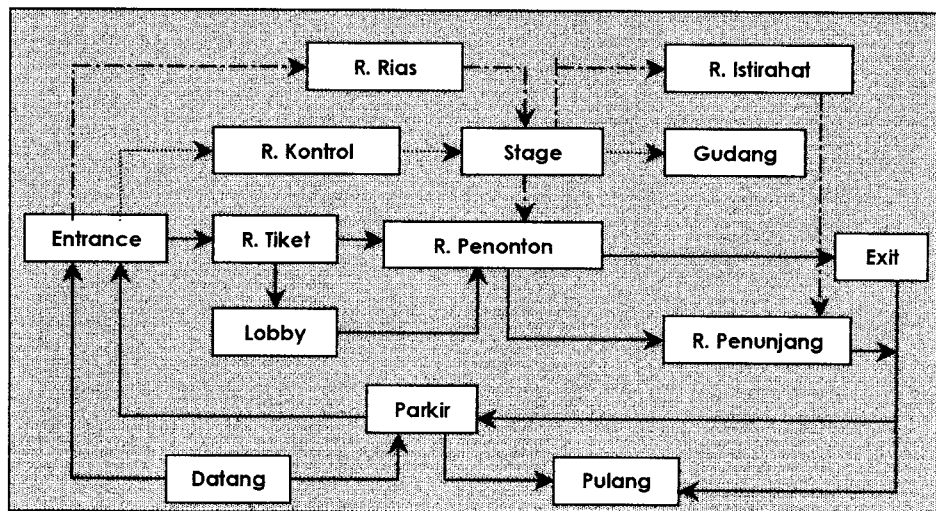 R. Rias
R. Istirahat
R. Kontrol
Stage
Gudang
Entrance
R. Tiket
R. Penonton
Exit
Lobby
R. Penunjang
Parkir
Datang
Pulang